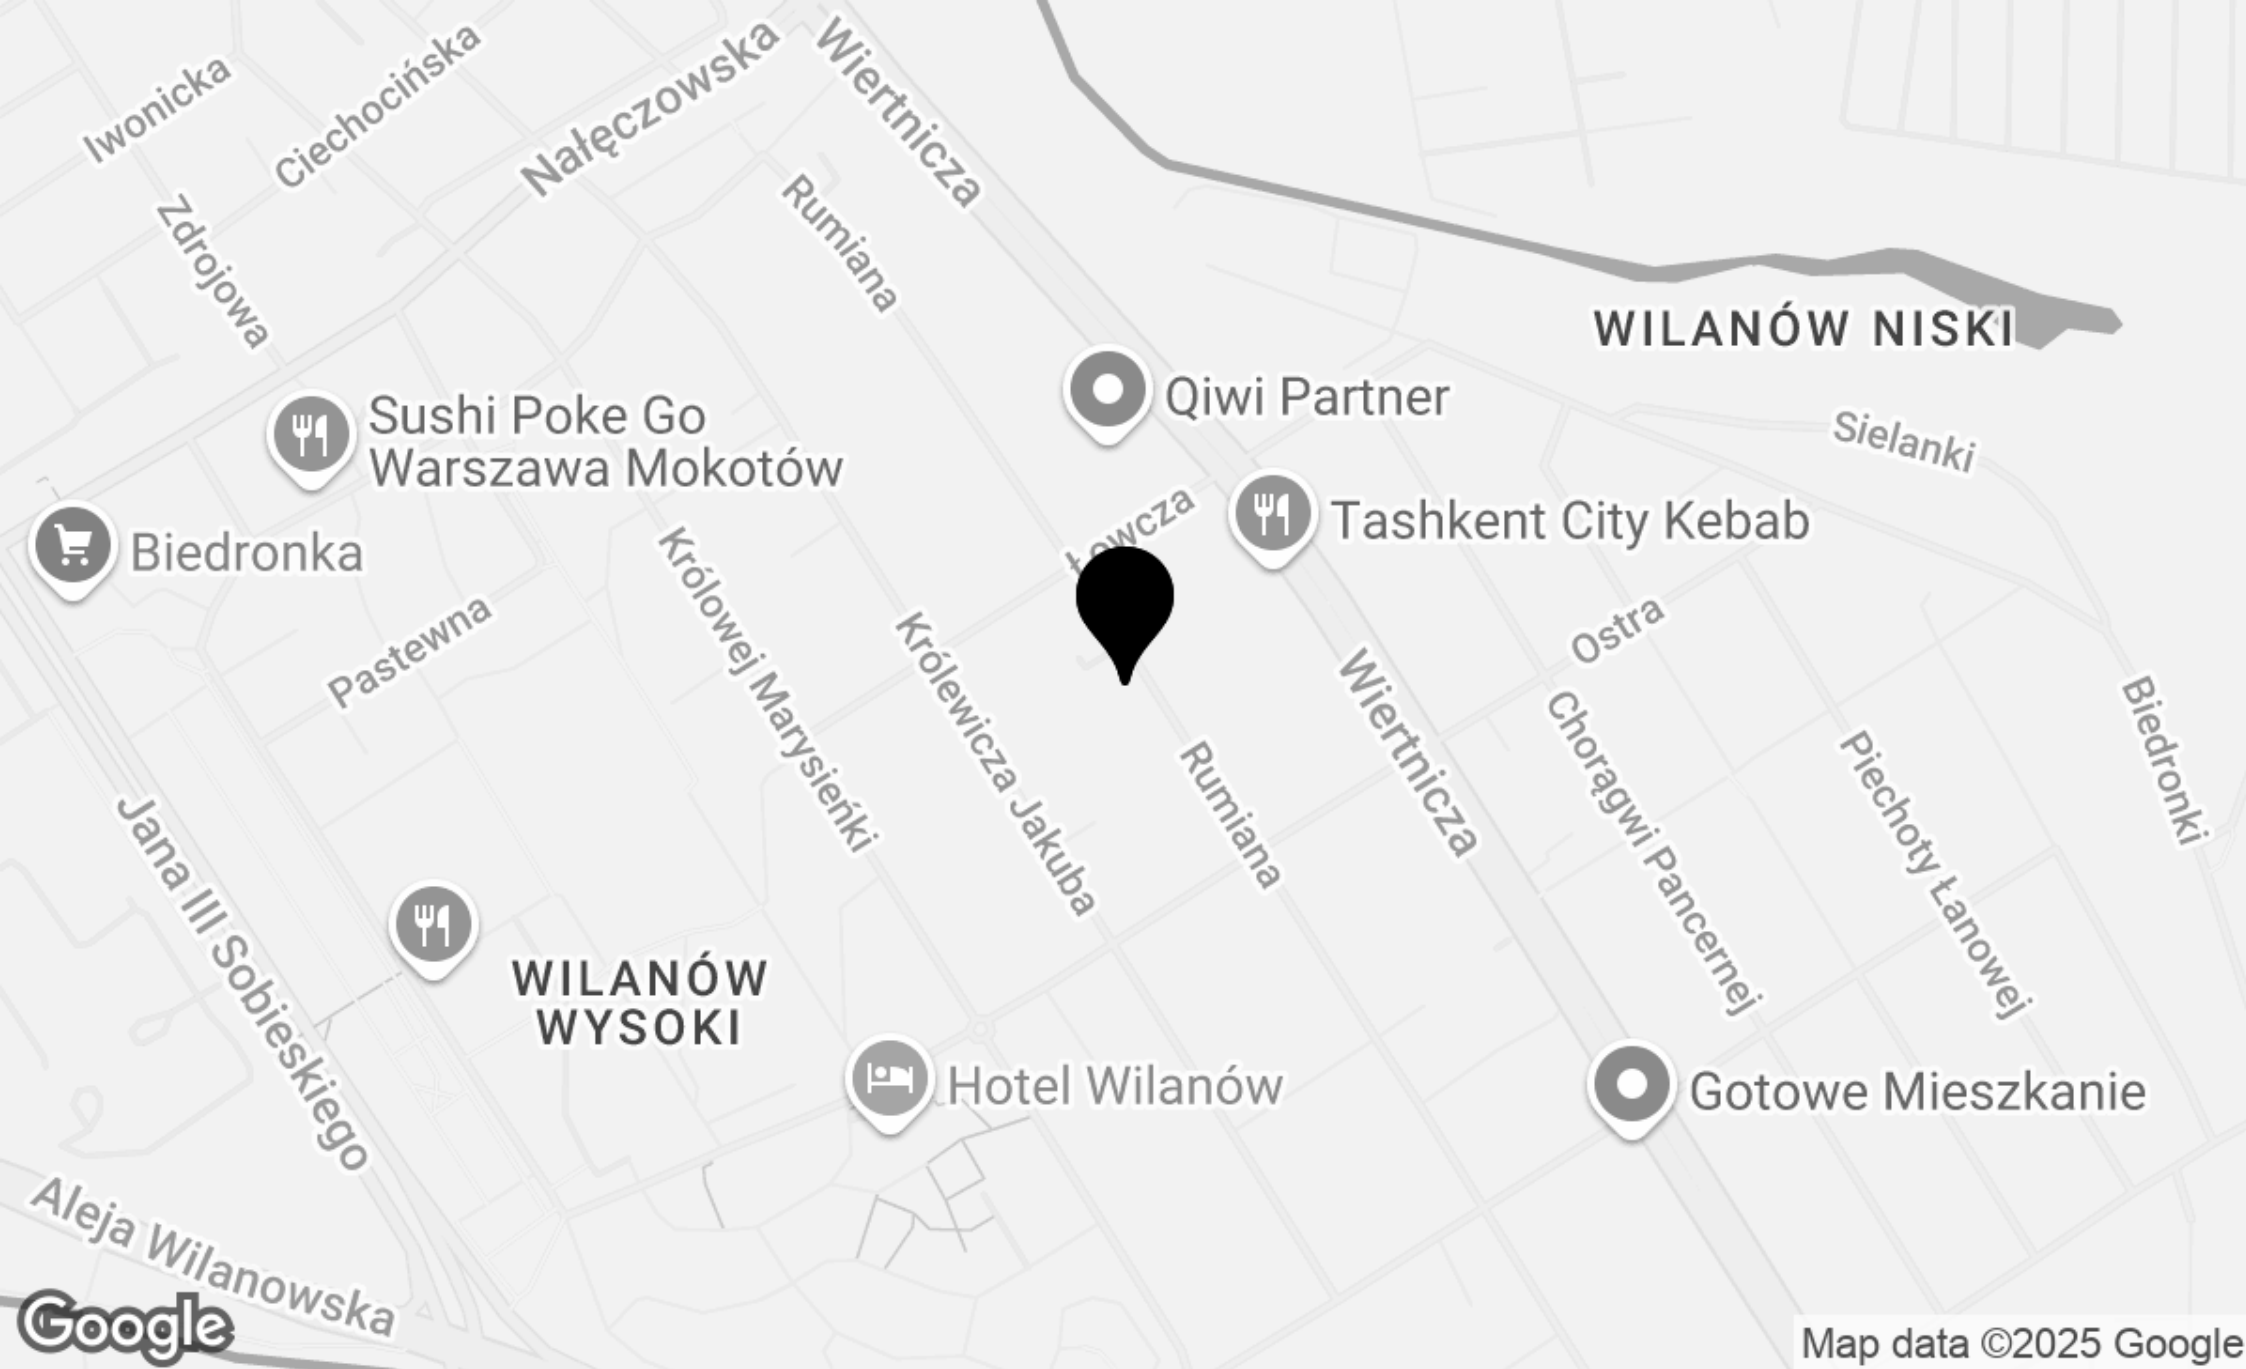 Iwonicka
Ciechocińska
Nałęczowska
Wiertnicza
Zdrojowa
Rumiana
WILANÓW NISKI
Qiwi Partner
Sushi Poke Go
Warszawa Mokotów
Sielanki
Łowcza
Tashkent City Kebab
Biedronka
Pastewna
Królowej Marysieńki
Królewicza Jakuba
Ostra
Wiertnicza
Rumiana
Chorągwi Pancernej
Piechoty Łanowej
Biedronki
Jana III Sobieskiego
WILANÓW
WYSOKI
Hotel Wilanów
Gotowe Mieszkanie
Aleja Wilanowska
Google
Map data ©2025 Google